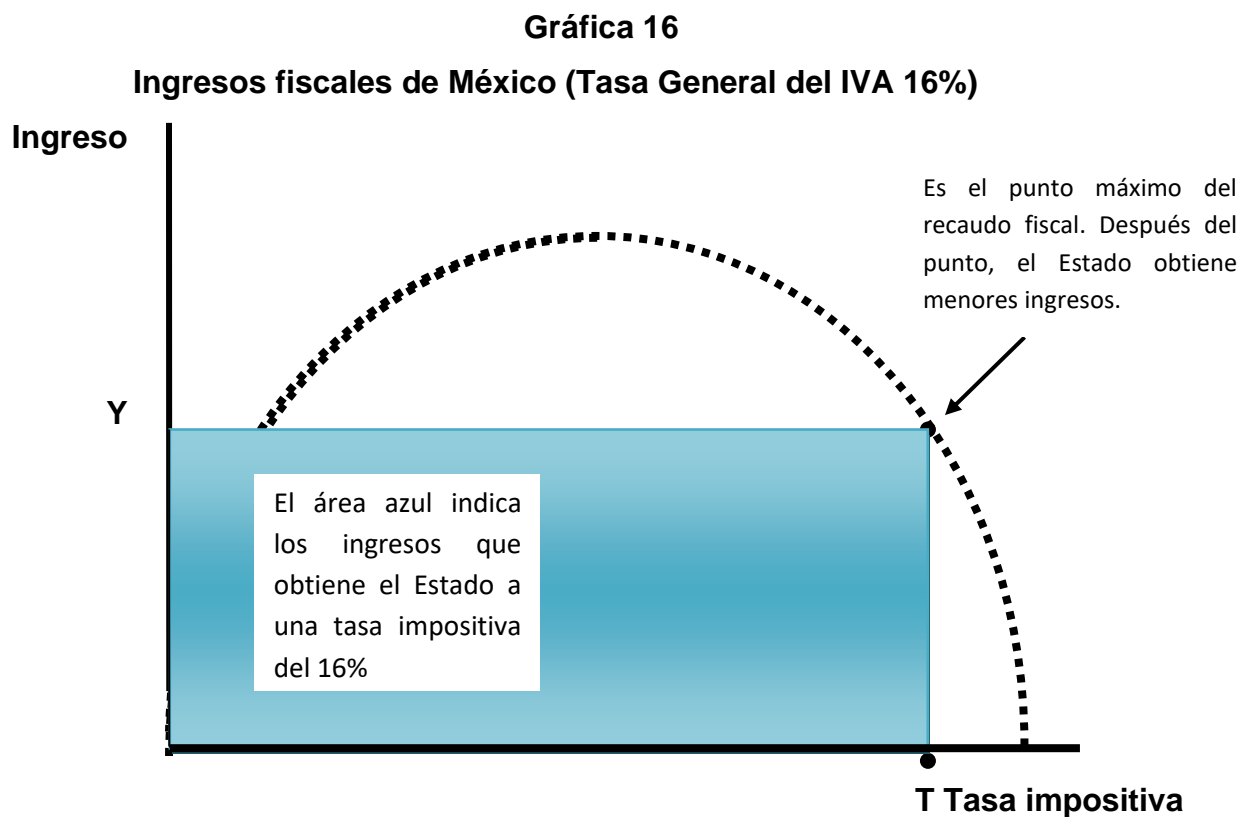 Gráfica 16
Ingresos fiscales de México (Tasa General del IVA 16%)
Ingreso
Es el punto máximo del
recaudo fiscal. Después del
punto, el Estado obtiene
menores ingresos.
Y
El área azul indica
los ingresos que
obtiene el Estado a
una tasa impositiva
del 16%
T Tasa impositiva